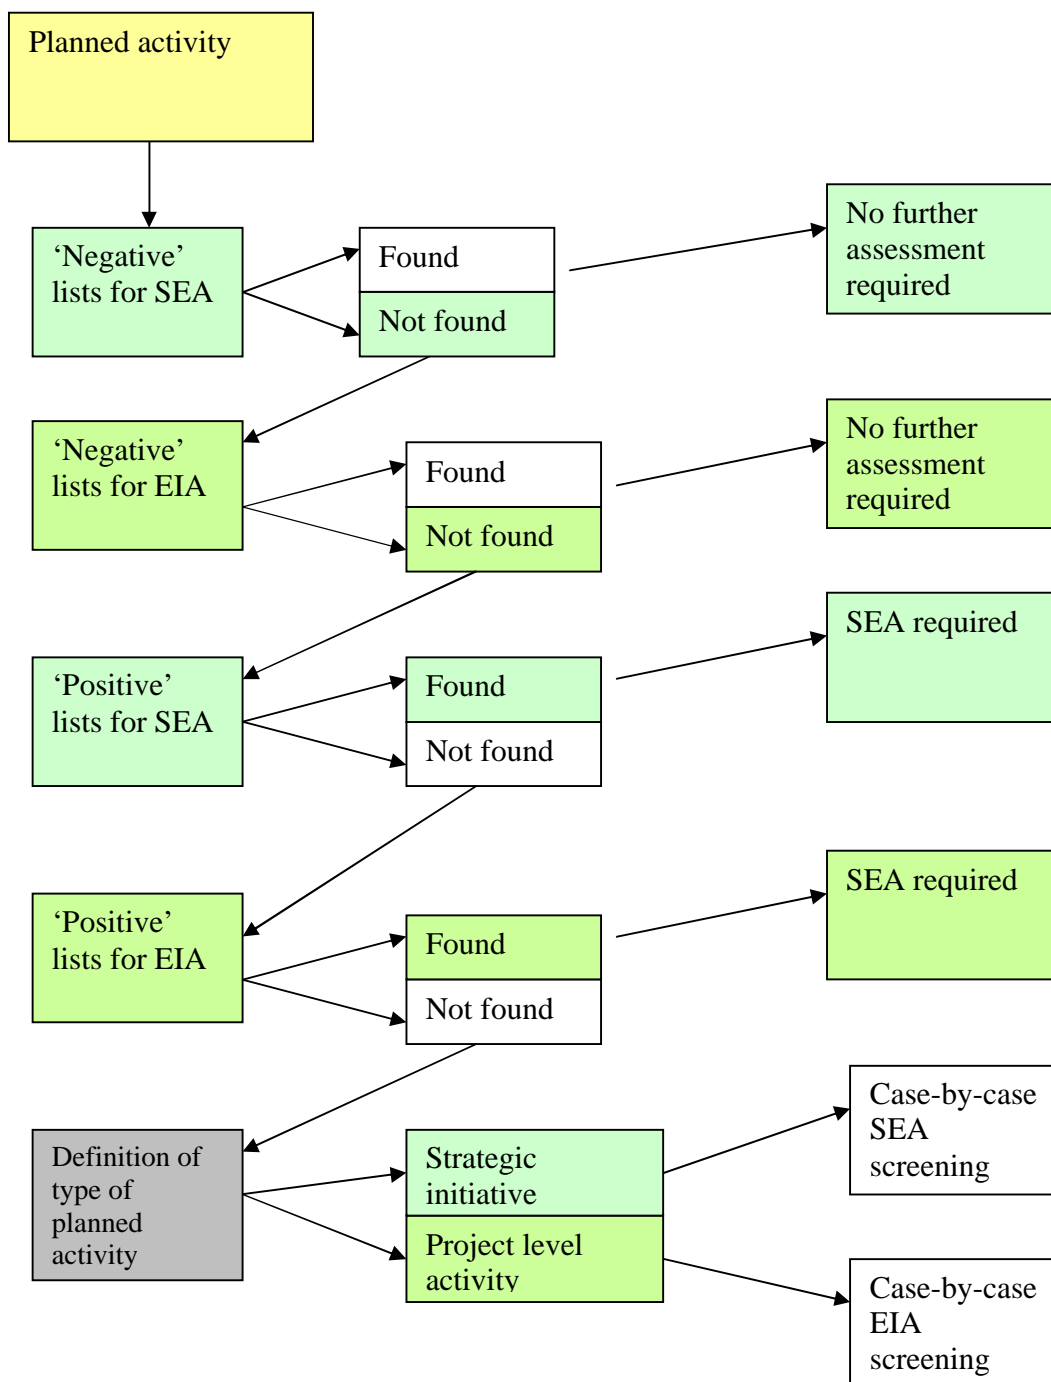 Planned activity
‘Negative’
lists for SEA
Found
Not found
No further
assessment
required
‘Negative’
lists for EIA
Found
Not found
No further
assessment
required
‘Positive’
lists for SEA
Found
Not found
SEA required
‘Positive’
lists for EIA
Found
Not found
SEA required
Definition of
type of
planned
activity
Strategic
initiative
Project level
activity
Case-by-case
SEA
screening
Case-by-case
EIA
screening